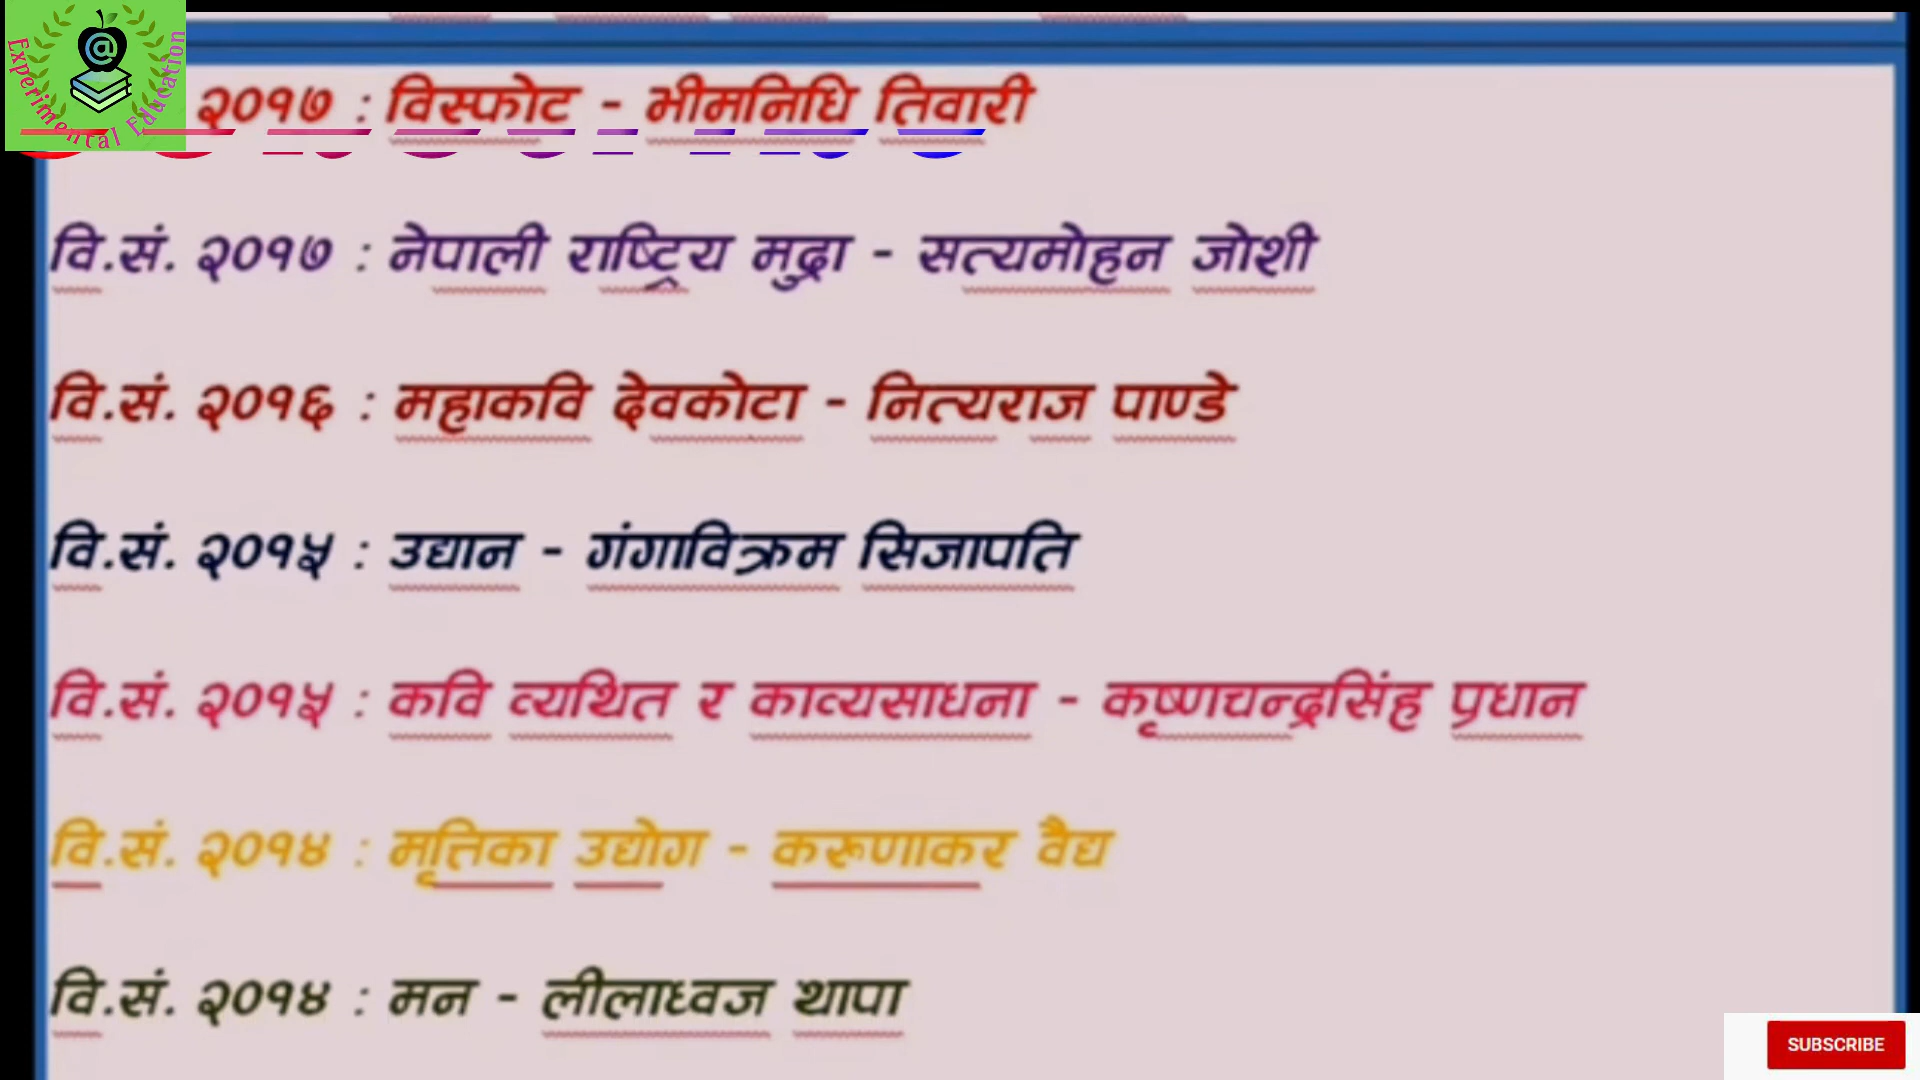 Experimental Education
२०१७ : विस्फोट - भीमनिधि तिवारी
वि.सं. २०१७ : नेपाली राष्ट्रिय मुद्रा - सत्यमोहन जोशी
वि.सं. २०१६ : महाकवि देवकोटा - नित्यराज पाण्डे
वि.सं. २०१५ : उद्यान - गंगाविक्रम सिजापति
वि.सं. २०१५ : कवि व्यथित र काव्यसाधना - कृष्णचन्द्रसिंह प्रधान
वि.सं. २०१४ : मृतिका उद्योग - करूणाकर वैद्य
वि.सं. २०१४ : मन - लीलाध्वज थापा
SUBSCRIBE